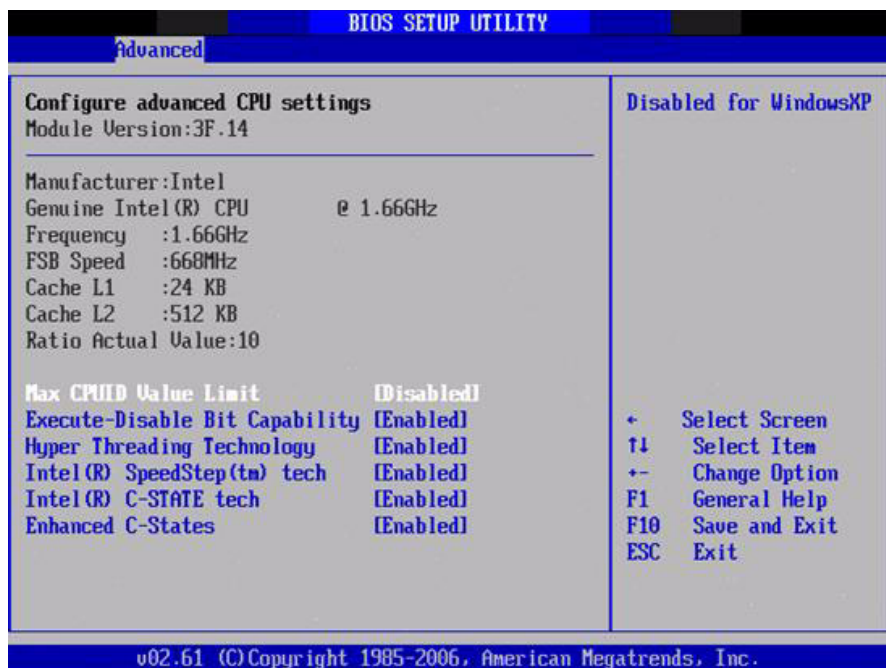 BIOS SETUP UTILITY
Advanced
Configure advanced CPU settings
Module Version:3F.14
Manufacturer:Intel
Genuine Intel(R) CPU @ 1.66GHz
Frequency :1.66GHz
FSB Speed :668MHz
Cache L1 :24 KB
Cache L2 :512 KB
Ratio Actual Value:10
Max CPUID Value Limit [Disabled]
Execute-Disable Bit Capability [Enabled]
Hyper Threading Technology [Enabled]
Intel(R) SpeedStep(tm) tech [Enabled]
Intel(R) C-STATE tech [Enabled]
Enhanced C-States [Enabled]
Disabled for WindowsXP
← Select Screen
↑↓ Select Item
+- Change Option
F1 General Help
F10 Save and Exit
ESC Exit
v02.61 (C)Copyright 1985-2006, American Megatrends, Inc.